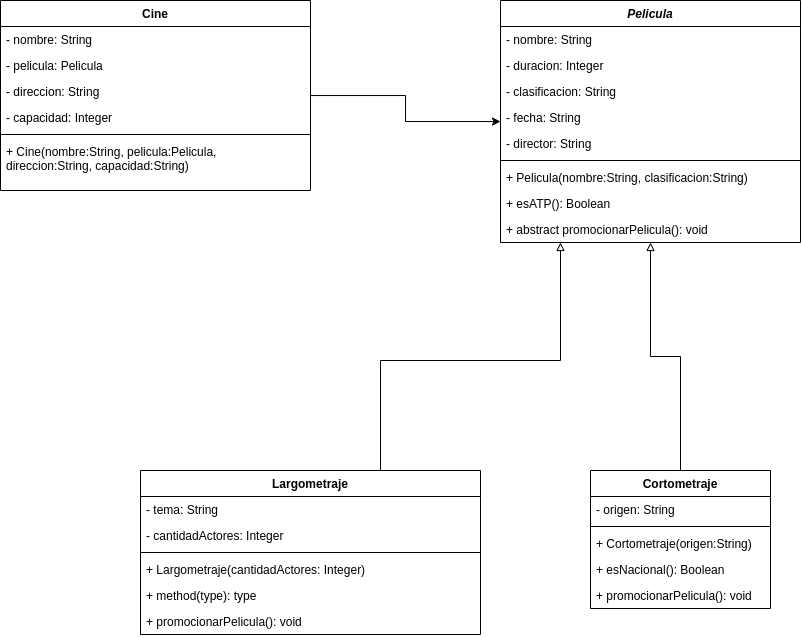 Cine
- nombre: String
- pelicula: Pelicula
- direccion: String
- capacidad: Integer
+ Cine(nombre:String, pelicula:Pelicula,
direccion:String, capacidad:String)
Pelicula
- nombre: String
- duracion: Integer
- clasificacion: String
- fecha: String
- director: String
+ Pelicula(nombre:String, clasificacion:String)
+ esATP(): Boolean
+ abstract promocionarPelicula(): void
Largometraje
- tema: String
- cantidadActores: Integer
+ Largometraje(cantidadActores: Integer)
+ method(type): type
+ promocionarPelicula(): void
Cortometraje
- origen: String
+ Cortometraje(origen:String)
+ esNacional(): Boolean
+ promocionarPelicula(): void